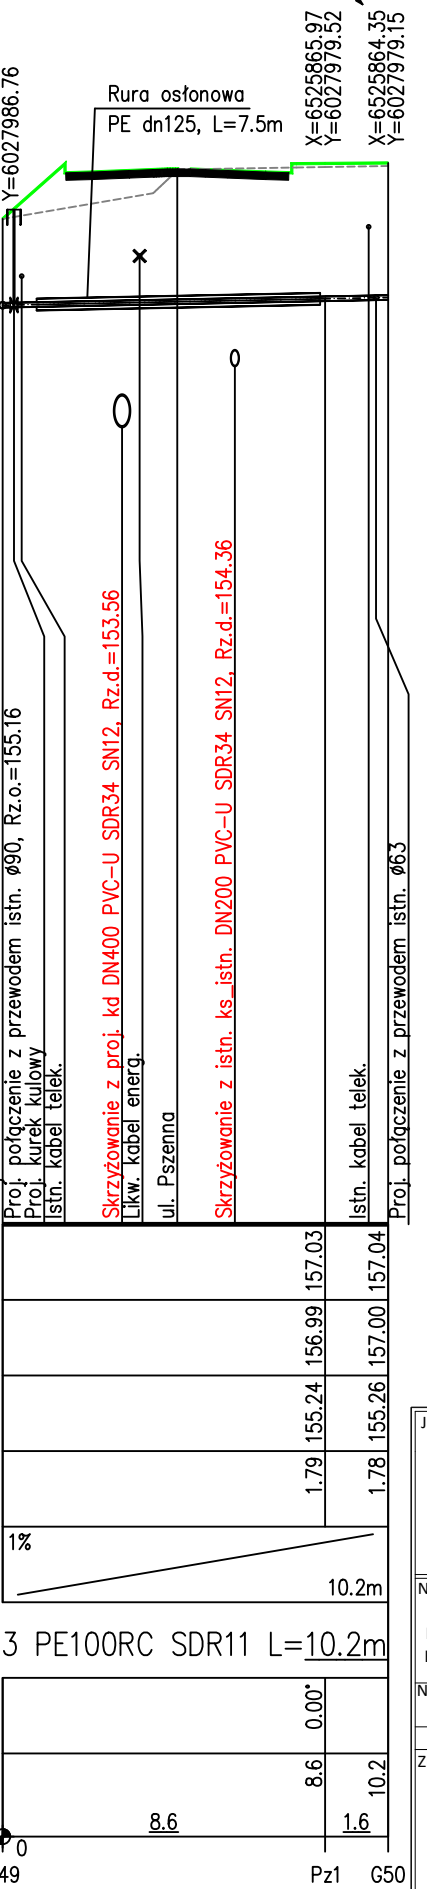 Y=6027986.76
Rura osłonowa
PE dn125, L=7.5m
X=6525865.97
Y=6027979.52
X=6525864.35
Y=6027979.15
Proj. połączenie z przewodem istn. ø90, Rz.o.=155.16
Proj. kurek kulowy
Istn. kabel telek.
Skrzyżowanie z proj. kd DN400 PVC-U SDR34 SN12, Rz.d.=153.56
Likw. kabel energ.
ul. Pszenna
Skrzyżowanie z istn. ks_istn. DN200 PVC-U SDR34 SN12, Rz.d.=154.36
Istn. kabel telek.
Proj. połączenie z przewodem istn. ø63
157.03 157.04
156.99 157.00
155.24 155.26
1.79 1.78
1%
10.2m
3 PE100RC SDR11 L=10.2m
0.00°
8.6 10.2
8.6 1.6
0
49 Pz1 G50
J
N
N
Z